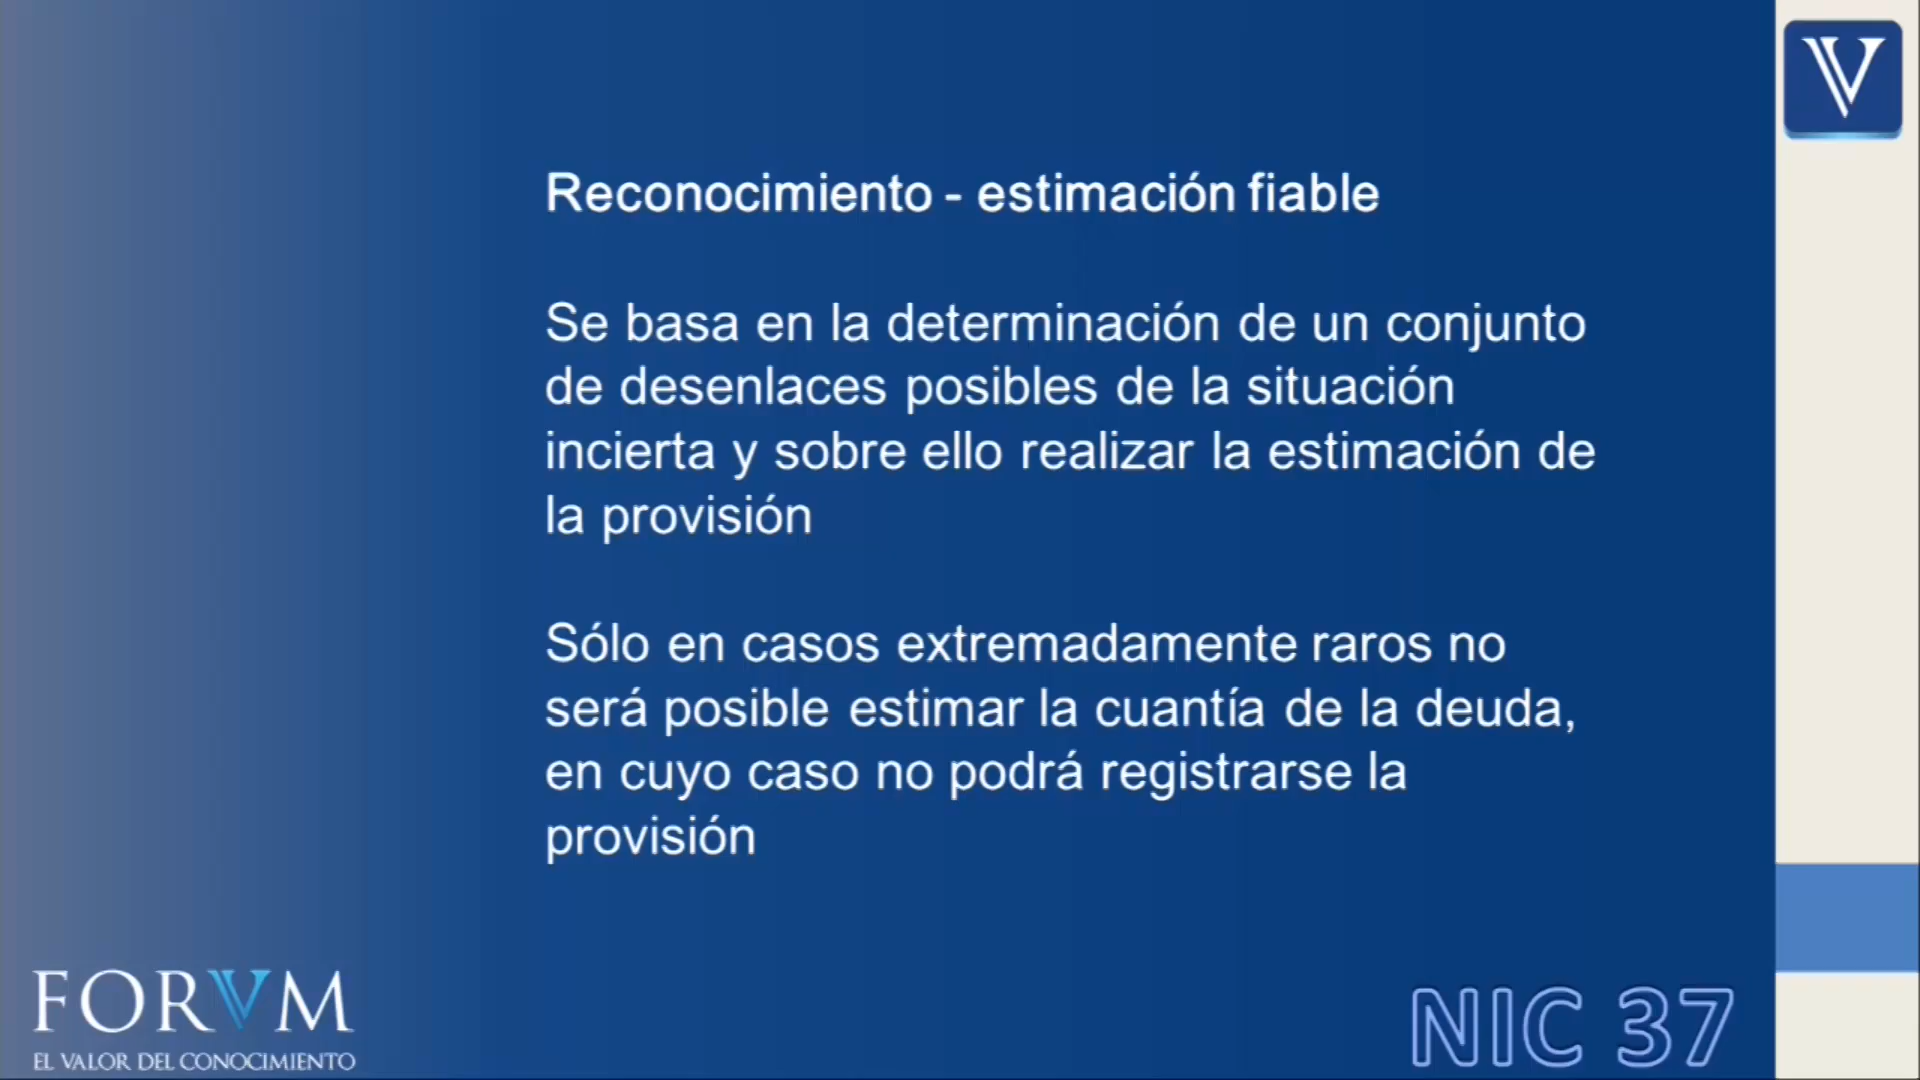 V
Reconocimiento - estimación fiable
Se basa en la determinación de un conjunto
de desenlaces posibles de la situación
incierta y sobre ello realizar la estimación de
la provisión
Sólo en casos extremadamente raros no
será posible estimar la cuantía de la deuda,
en cuyo caso no podrá registrarse la
provisión
FORVM
EL VALOR DEL CONOCIMIENTO
NIC 37